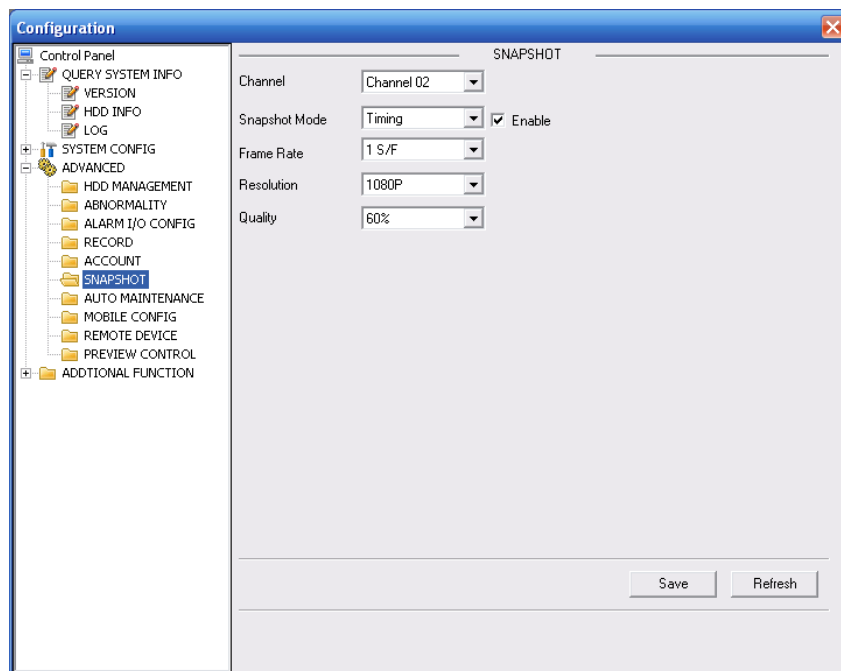 Configuration
Control Panel
QUERY SYSTEM INFO
VERSION
HDD INFO
LOG
SYSTEM CONFIG
ADVANCED
HDD MANAGEMENT
ABNORMALITY
ALARM I/O CONFIG
RECORD
ACCOUNT
SNAPSHOT
AUTO MAINTENANCE
MOBILE CONFIG
REMOTE DEVICE
PREVIEW CONTROL
ADDTIONAL FUNCTION
SNAPSHOT
Channel Channel 02
Snapshot Mode Timing Enable
Frame Rate 1 S/F
Resolution 1080P
Quality 60%
Save Refresh